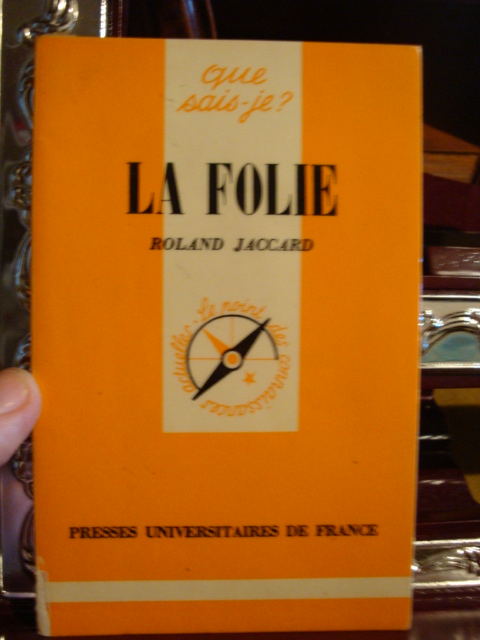 que
sais-je?
LA FOLIE
ROLAND JACCARD
le point des connaissances actuelles
PRESSES UNIVERSITAIRES DE FRANCE